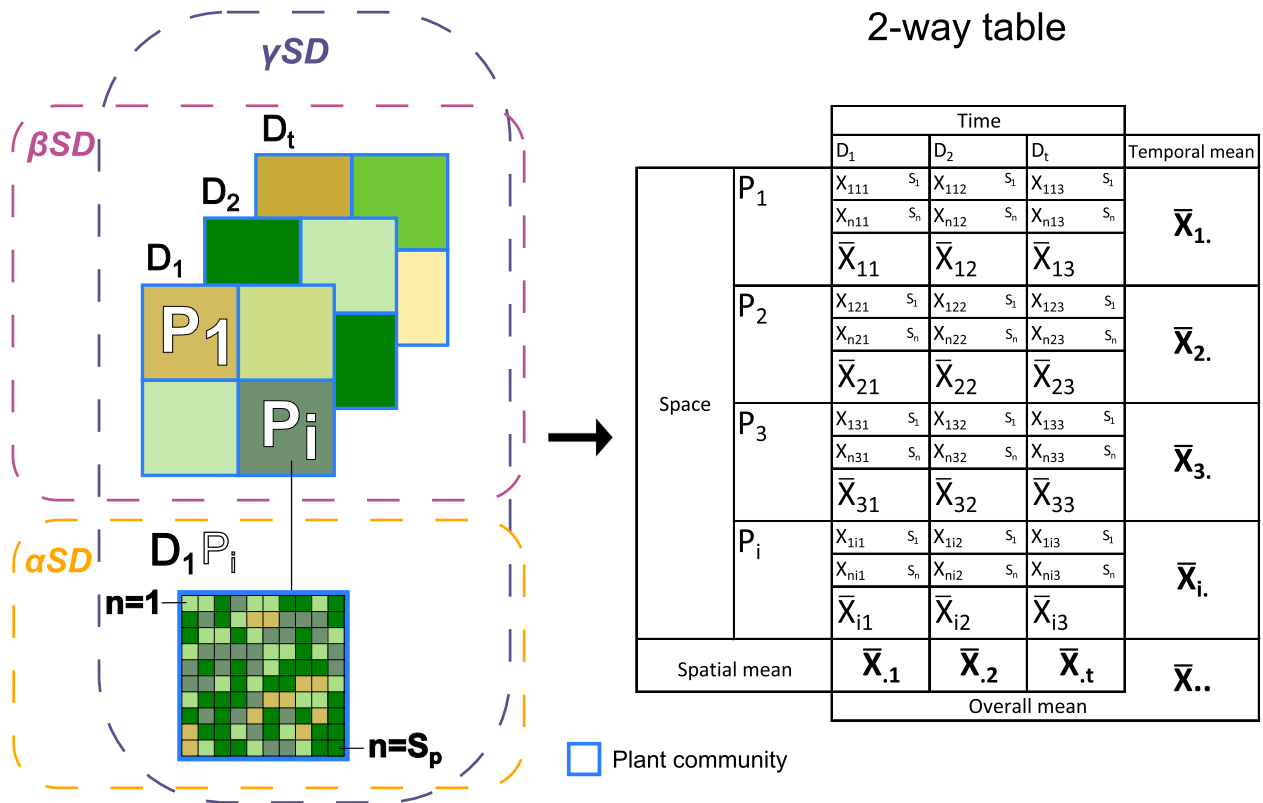 γSD
βSD
Dt
D2
D1
P1
Pi
αSD
D1Pi
n=1
n=Sp
Plant community
2-way table
Time
D1 D2 Dt Temporal mean
Space
P1
X111 S1 X112 S1 X113 S1
Xn11 Sn Xn12 Sn Xn13 Sn
X̅11 X̅12 X̅13
X̅1.
P2
X121 S1 X122 S1 X123 S1
Xn21 Sn Xn22 Sn Xn23 Sn
X̅21 X̅22 X̅23
X̅2.
P3
X131 S1 X132 S1 X133 S1
Xn31 Sn Xn32 Sn Xn33 Sn
X̅31 X̅32 X̅33
X̅3.
Pi
X1i1 S1 X1i2 S1 X1i3 S1
Xni1 Sn Xni2 Sn Xni3 Sn
X̅i1 X̅i2 X̅i3
X̅i.
Spatial mean X̅.1 X̅.2 X̅.t X̅..
Overall mean